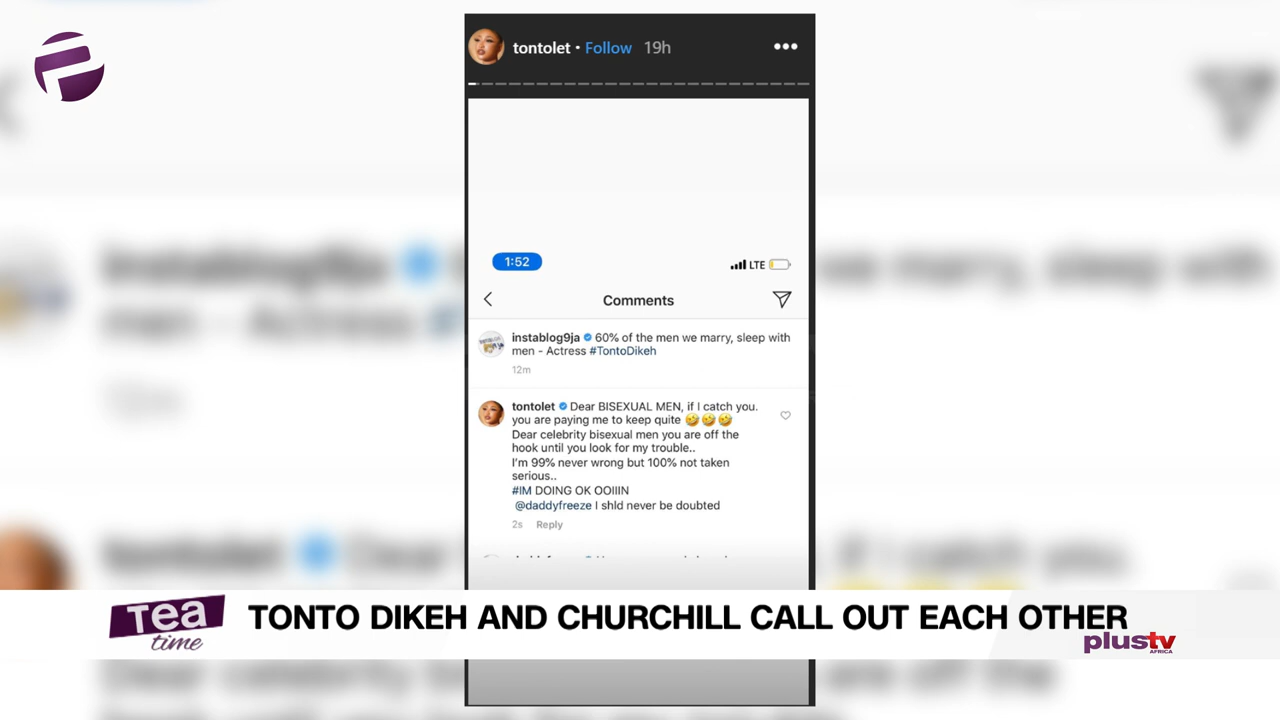 tontolet • Follow 19h
1:52
LTE
Comments
instablog9ja 60% of the men we marry, sleep with
men - Actress #TontoDikeh
12m
tontolet Dear BISEXUAL MEN, if I catch you.
you are paying me to keep quite 🤣🤣🤣
Dear celebrity bisexual men you are off the
hook until you look for my trouble..
I'm 99% never wrong but 100% not taken
serious..
#IM DOING OK OOIIIN
@daddyfreeze I shld never be doubted
2s Reply
Tea
time
TONTO DIKEH AND CHURCHILL CALL OUT EACH OTHER
plustv
AFRICA